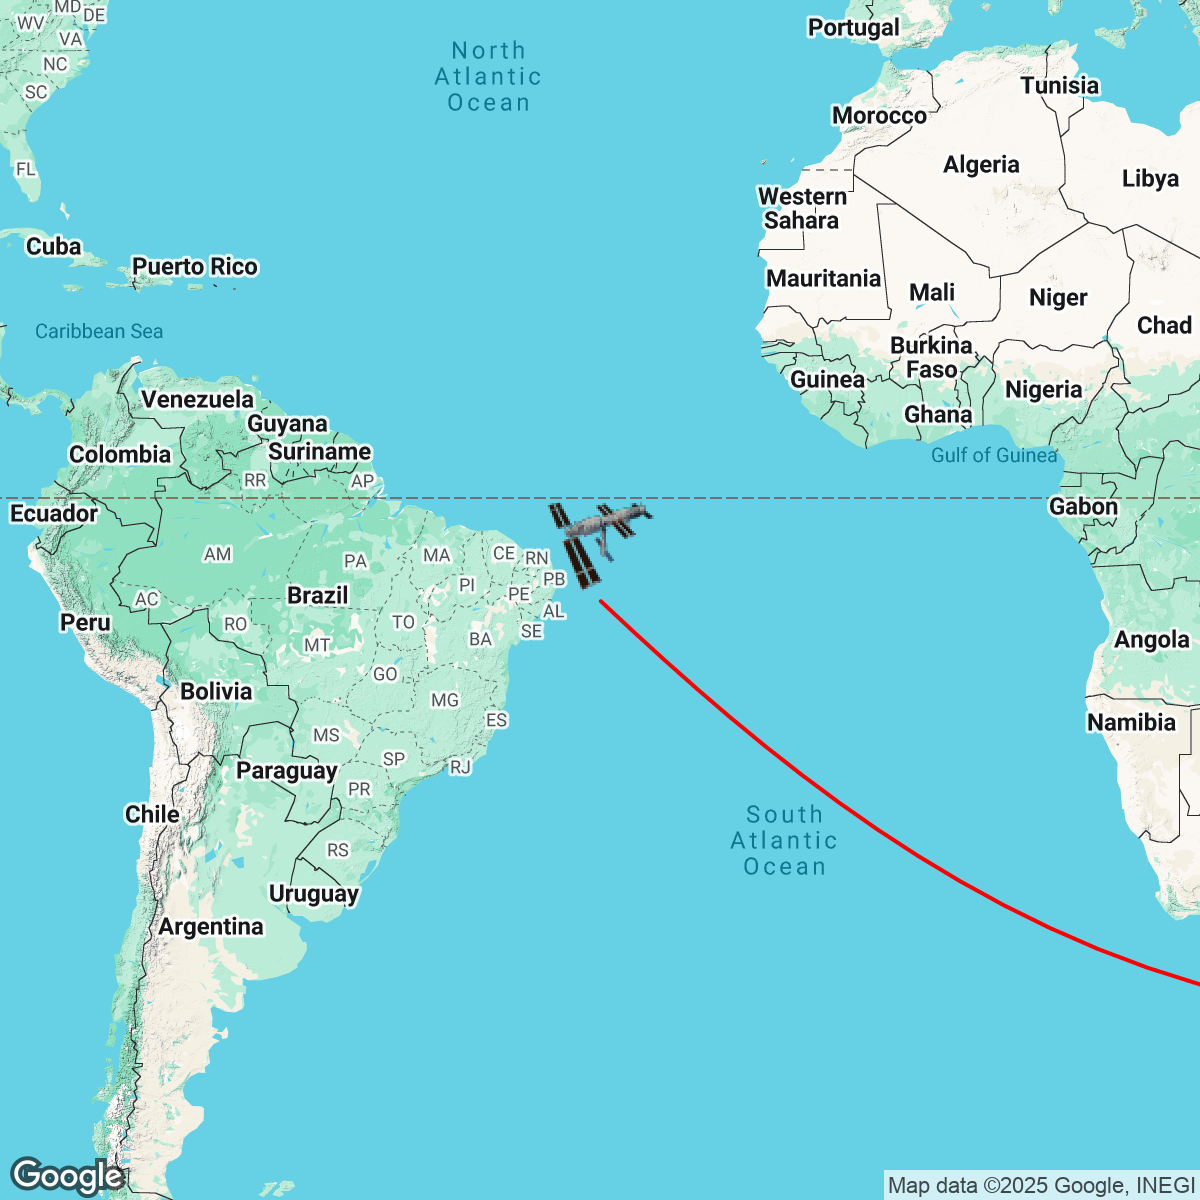 MD
DE
WV
VA
NC
SC
FL
North
Atlantic
Ocean
Portugal
Tunisia
Morocco
Algeria
Libya
Western
Sahara
Cuba
Puerto Rico
Mauritania
Mali
Niger
Chad
Caribbean Sea
Burkina
Faso
Guinea
Nigeria
Ghana
Venezuela
Guyana
Colombia
Suriname
Gulf of Guinea
RR
AP
Ecuador
Gabon
AM
PA
MA
CE
RN
PB
PI
PE
AL
AC
Brazil
Peru
RO
TO
SE
BA
MT
Angola
GO
Bolivia
MG
ES
Namibia
MS
SP
RJ
Paraguay
PR
Chile
South
Atlantic
Ocean
RS
Uruguay
Argentina
Google
Map data ©2025 Google, INEGI